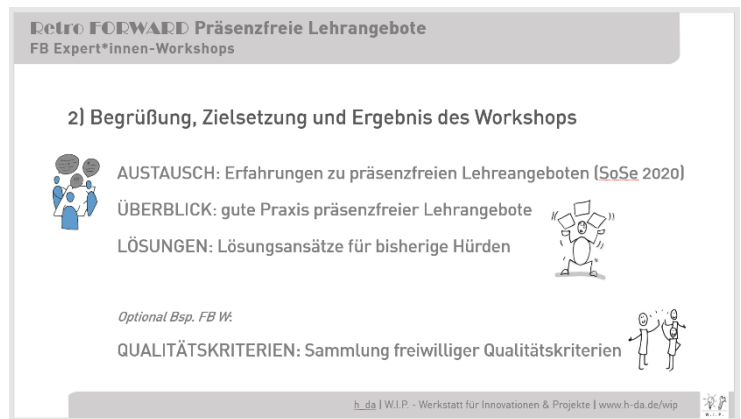 Retro FORWARD Präsenzfreie Lehrangebote
FB Expert*innen-Workshops
2) Begrüßung, Zielsetzung und Ergebnis des Workshops
AUSTAUSCH: Erfahrungen zu präsenzfreien Lehreangeboten (SoSe 2020)
ÜBERBLICK: gute Praxis präsenzfreier Lehrangebote
LÖSUNGEN: Lösungsansätze für bisherige Hürden
Optional Bsp. FB W:
QUALITÄTSKRITERIEN: Sammlung freiwilliger Qualitätskriterien
h_da | W.I.P. - Werkstatt für Innovationen & Projekte | www.h-da.de/wip
W.I.P.